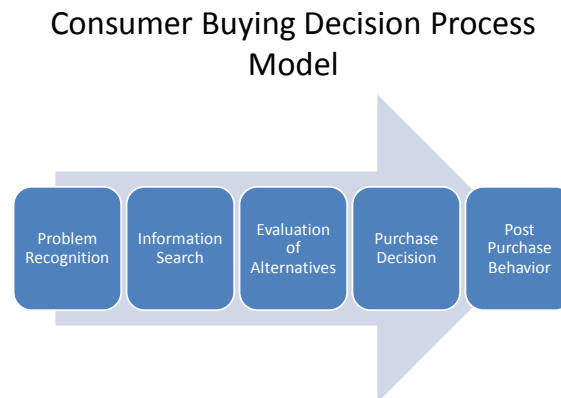 Consumer Buying Decision Process
Model
Problem
Recognition
Information
Search
Evaluation
of
Alternatives
Purchase
Decision
Post
Purchase
Behavior